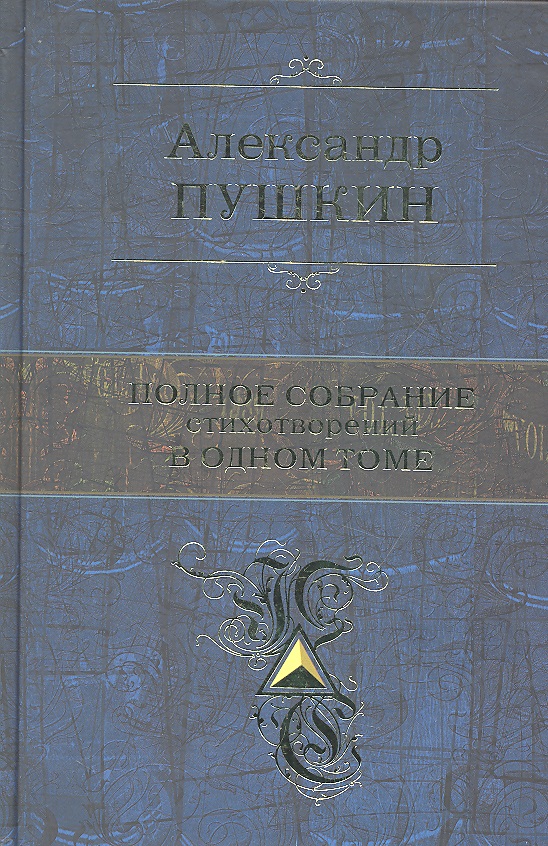 Александр
ПУШКИН
ПОЛНОЕ СОБРАНИЕ
стихотворений
В ОДНОМ ТОМЕ